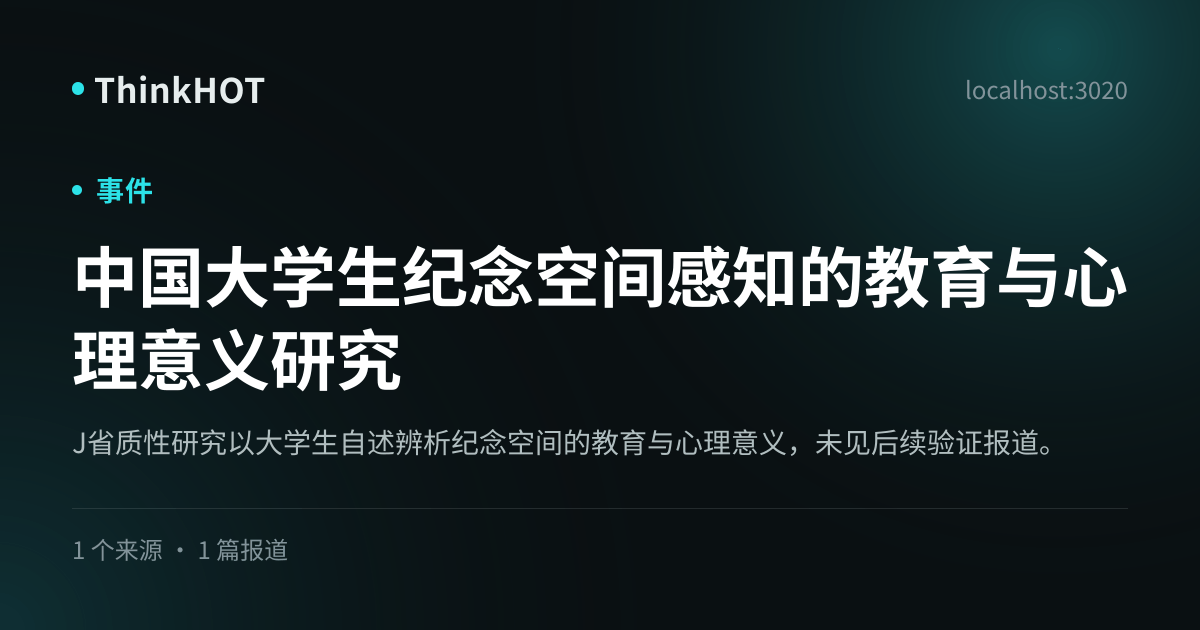 ThinkHOT
localhost:3020
事件
中国大学生纪念空间感知的教育与心
理意义研究
J省质性研究以大学生自述辨析纪念空间的教育与心理意义，未见后续验证报道。
1 个来源 · 1 篇报道